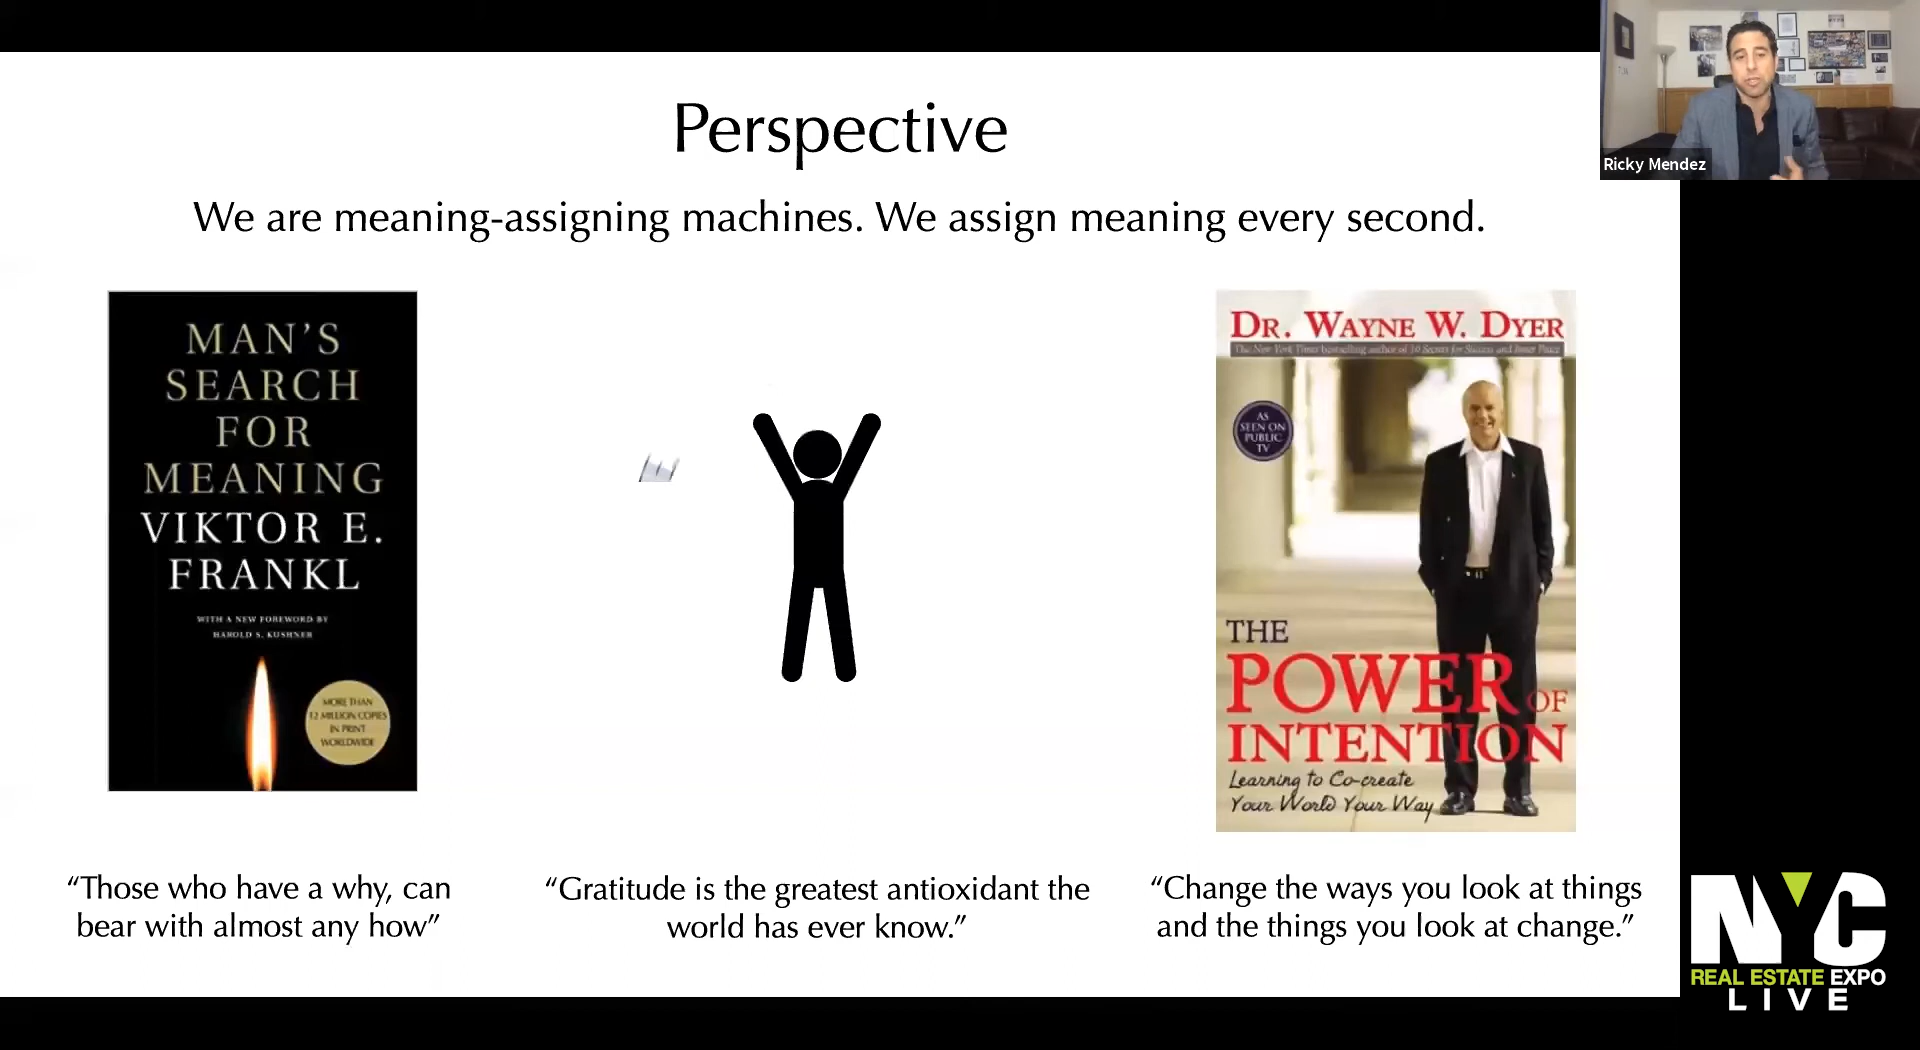 Perspective
We are meaning-assigning machines. We assign meaning every second.
Ricky Mendez
MAN'S
SEARCH
FOR
MEANING
VIKTOR E.
FRANKL
WITH A NEW FOREWORD BY
HAROLD S. KUSHNER
MORE THAN
12 MILLION COPIES
IN PRINT
WORLDWIDE
DR. WAYNE W. DYER
The New York Times bestselling author of 10 Secrets for Success and Inner Peace
AS
SEEN ON
PUBLIC
TV
THE
POWER OF
INTENTION
Learning to Co-create
Your World Your Way
“Those who have a why, can
bear with almost any how”
“Gratitude is the greatest antioxidant the
world has ever know.”
“Change the ways you look at things
and the things you look at change.”
NYC
REAL ESTATE EXPO
LIVE